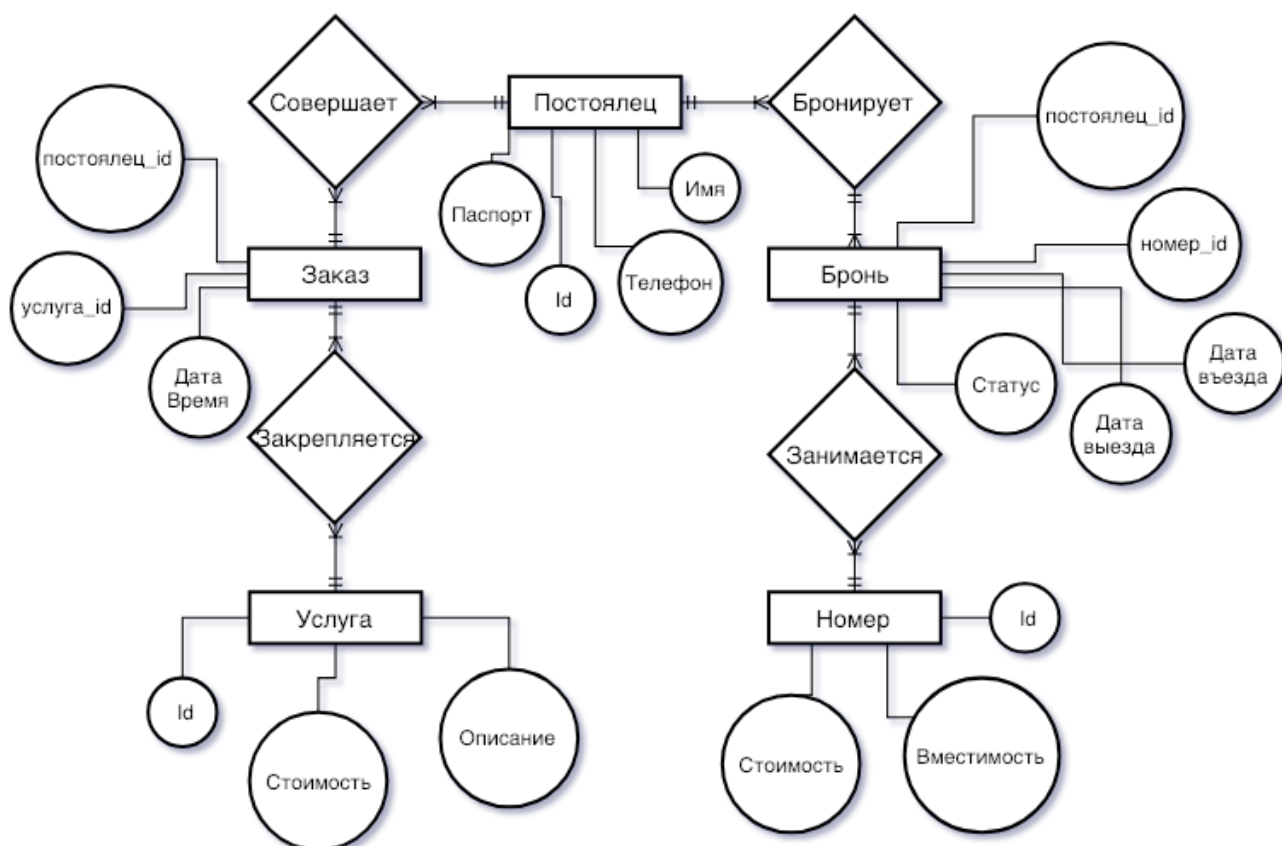 Совершает
Постоялец
Бронирует
постоялец_id
постоялец_id
Имя
Паспорт
номер_id
Заказ
Телефон
Бронь
услуга_id
Id
Дата
Время
Дата
въезда
Статус
Дата
выезда
Закрепляется
Занимается
Услуга
Номер
Id
Id
Описание
Стоимость
Стоимость
Вместимость